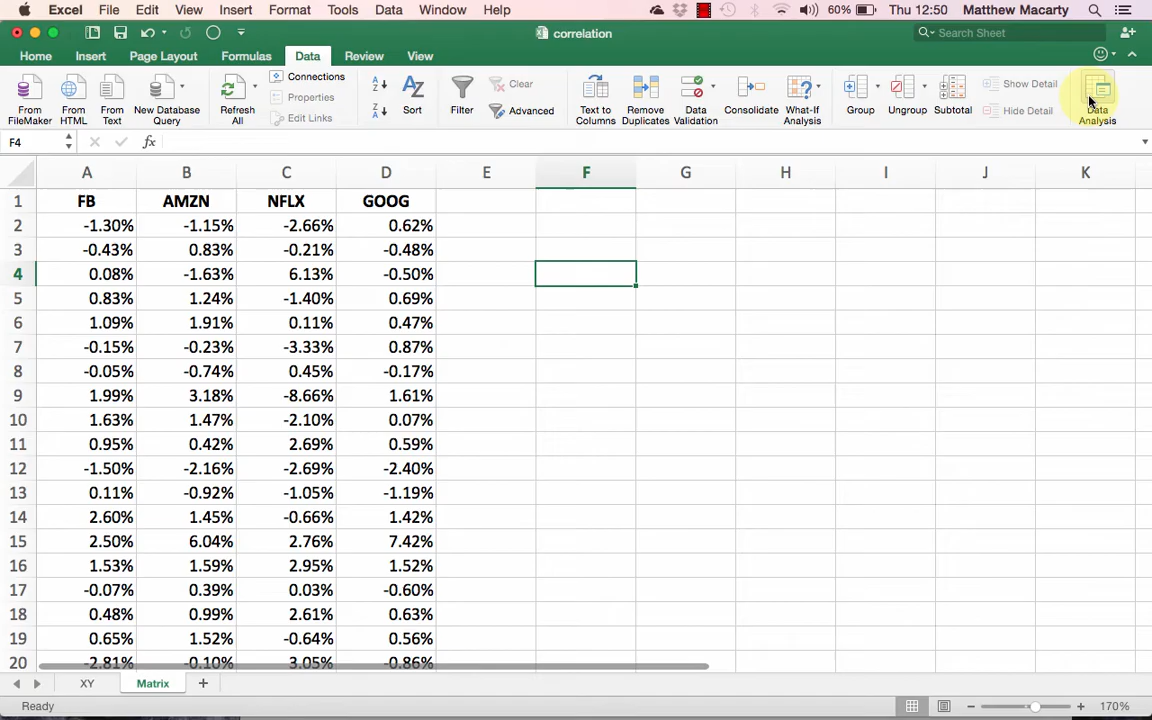 Excel File Edit View Insert Format Tools Data Window Help 60% Thu 12:50 Matthew Macarty
correlation Search Sheet
Home Insert Page Layout Formulas Data Review View
From FileMaker From HTML From Text New Database Query Refresh All Connections Properties Edit Links Sort Filter Clear Advanced Text to Columns Remove Duplicates Data Validation Consolidate What-If Analysis Group Ungroup Subtotal Show Detail Hide Detail Data Analysis
F4 fx
A B C D E F G H I J K
1 FB AMZN NFLX GOOG
2 -1.30% -1.15% -2.66% 0.62%
3 -0.43% 0.83% -0.21% -0.48%
4 0.08% -1.63% 6.13% -0.50%
5 0.83% 1.24% -1.40% 0.69%
6 1.09% 1.91% 0.11% 0.47%
7 -0.15% -0.23% -3.33% 0.87%
8 -0.05% -0.74% 0.45% -0.17%
9 1.99% 3.18% -8.66% 1.61%
10 1.63% 1.47% -2.10% 0.07%
11 0.95% 0.42% 2.69% 0.59%
12 -1.50% -2.16% -2.69% -2.40%
13 0.11% -0.92% -1.05% -1.19%
14 2.60% 1.45% -0.66% 1.42%
15 2.50% 6.04% 2.76% 7.42%
16 1.53% 1.59% 2.95% 1.52%
17 -0.07% 0.39% 0.03% -0.60%
18 0.48% 0.99% 2.61% 0.63%
19 0.65% 1.52% -0.64% 0.56%
20 -2.81% -0.10% 3.05% -0.86%
XY Matrix +
Ready 170%